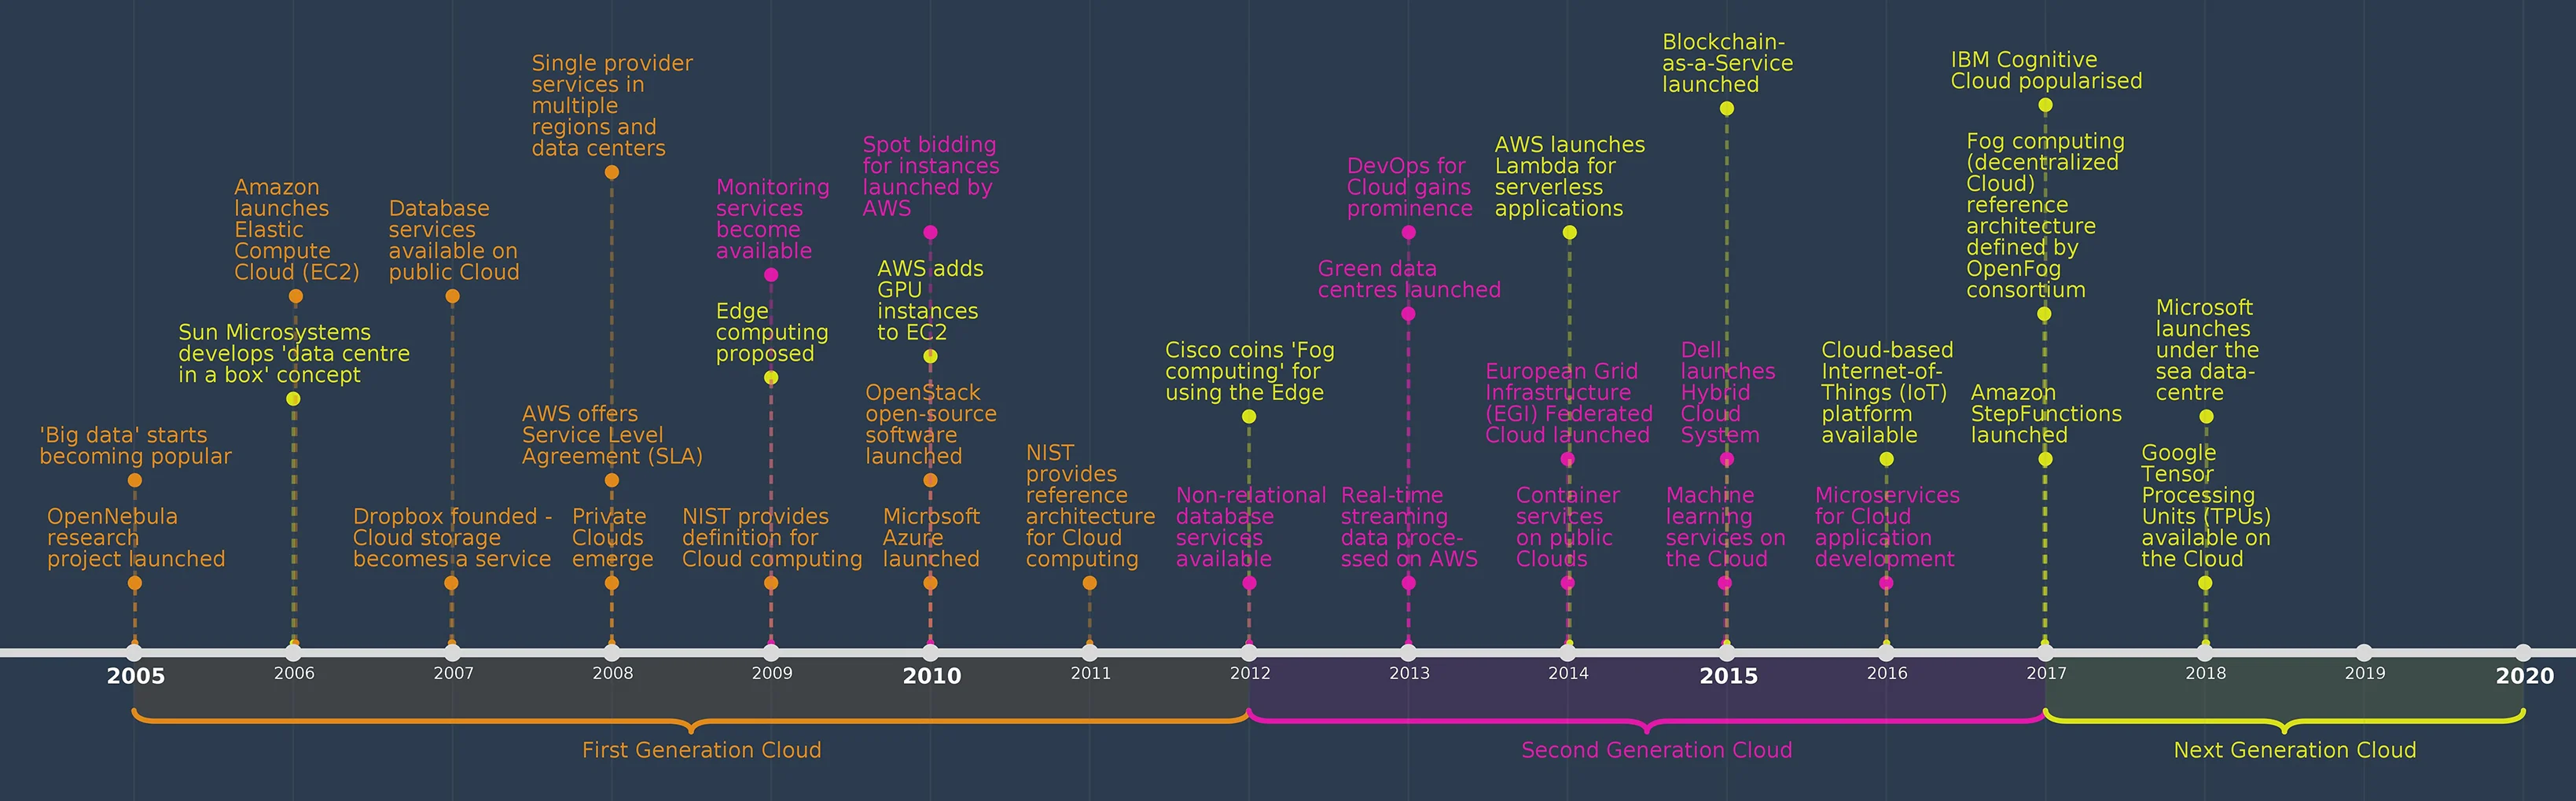 'Big data' starts
becoming popular
OpenNebula
research
project launched
Amazon
launches
Elastic
Compute
Cloud (EC2)
Sun Microsystems
develops 'data centre
in a box' concept
Database
services
available on
public Cloud
Dropbox founded -
Cloud storage
becomes a service
Single provider
services in
multiple
regions and
data centers
AWS offers
Service Level
Agreement (SLA)
Private
Clouds
emerge
Monitoring
services
become
available
Edge
computing
proposed
NIST provides
definition for
Cloud computing
Spot bidding
for instances
launched by
AWS
AWS adds
GPU
instances
to EC2
OpenStack
open-source
software
launched
Microsoft
Azure
launched
NIST
provides
reference
architecture
for Cloud
computing
Cisco coins 'Fog
computing' for
using the Edge
Non-relational
database
services
available
DevOps for
Cloud gains
prominence
Green data
centres launched
Real-time
streaming
data proce-
ssed on AWS
AWS launches
Lambda for
serverless
applications
European Grid
Infrastructure
(EGI) Federated
Cloud launched
Container
services
on public
Clouds
Blockchain-
as-a-Service
launched
Dell
launches
Hybrid
Cloud
System
Machine
learning
services on
the Cloud
Cloud-based
Internet-of-
Things (IoT)
platform
available
Microservices
for Cloud
application
development
IBM Cognitive
Cloud popularised
Fog computing
(decentralized
Cloud)
reference
architecture
defined by
OpenFog
consortium
Amazon
StepFunctions
launched
Microsoft
launches
under the
sea data-
centre
Google
Tensor
Processing
Units (TPUs)
available on
the Cloud
2005
2006
2007
2008
2009
2010
2011
2012
2013
2014
2015
2016
2017
2018
2019
2020
First Generation Cloud
Second Generation Cloud
Next Generation Cloud